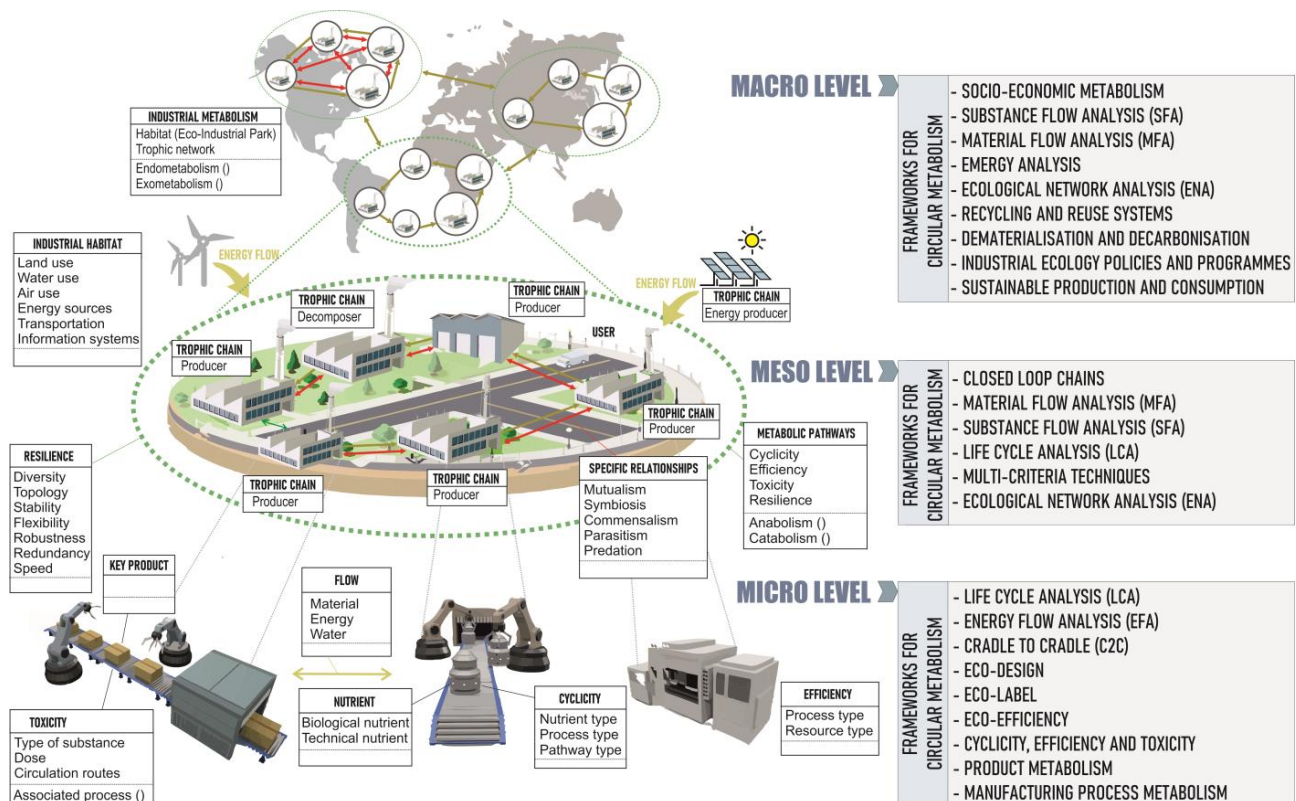 INDUSTRIAL METABOLISM
Habitat (Eco-Industrial Park)
Trophic network
Endometabolism ()
Exometabolism ()
INDUSTRIAL HABITAT
Land use
Water use
Air use
Energy sources
Transportation
Information systems
ENERGY FLOW
ENERGY FLOW
TROPHIC CHAIN
Energy producer
TROPHIC CHAIN
Decomposer
TROPHIC CHAIN
Producer
USER
TROPHIC CHAIN
Producer
TROPHIC CHAIN
Producer
TROPHIC CHAIN
Producer
TROPHIC CHAIN
Producer
RESILIENCE
Diversity
Topology
Stability
Flexibility
Robustness
Redundancy
Speed
SPECIFIC RELATIONSHIPS
Mutualism
Symbiosis
Commensalism
Parasitism
Predation
METABOLIC PATHWAYS
Cyclicity
Efficiency
Toxicity
Resilience
Anabolism ()
Catabolism ()
KEY PRODUCT
FLOW
Material
Energy
Water
NUTRIENT
Biological nutrient
Technical nutrient
CYCLICITY
Nutrient type
Process type
Pathway type
EFFICIENCY
Process type
Resource type
TOXICITY
Type of substance
Dose
Circulation routes
Associated process ()
MACRO LEVEL
FRAMEWORKS FOR
CIRCULAR METABOLISM
- SOCIO-ECONOMIC METABOLISM
- SUBSTANCE FLOW ANALYSIS (SFA)
- MATERIAL FLOW ANALYSIS (MFA)
- EMERGY ANALYSIS
- ECOLOGICAL NETWORK ANALYSIS (ENA)
- RECYCLING AND REUSE SYSTEMS
- DEMATERIALISATION AND DECARBONISATION
- INDUSTRIAL ECOLOGY POLICIES AND PROGRAMMES
- SUSTAINABLE PRODUCTION AND CONSUMPTION
MESO LEVEL
FRAMEWORKS FOR
CIRCULAR METABOLISM
- CLOSED LOOP CHAINS
- MATERIAL FLOW ANALYSIS (MFA)
- SUBSTANCE FLOW ANALYSIS (SFA)
- LIFE CYCLE ANALYSIS (LCA)
- MULTI-CRITERIA TECHNIQUES
- ECOLOGICAL NETWORK ANALYSIS (ENA)
MICRO LEVEL
FRAMEWORKS FOR
CIRCULAR METABOLISM
- LIFE CYCLE ANALYSIS (LCA)
- ENERGY FLOW ANALYSIS (EFA)
- CRADLE TO CRADLE (C2C)
- ECO-DESIGN
- ECO-LABEL
- ECO-EFFICIENCY
- CYCLICITY, EFFICIENCY AND TOXICITY
- PRODUCT METABOLISM
- MANUFACTURING PROCESS METABOLISM